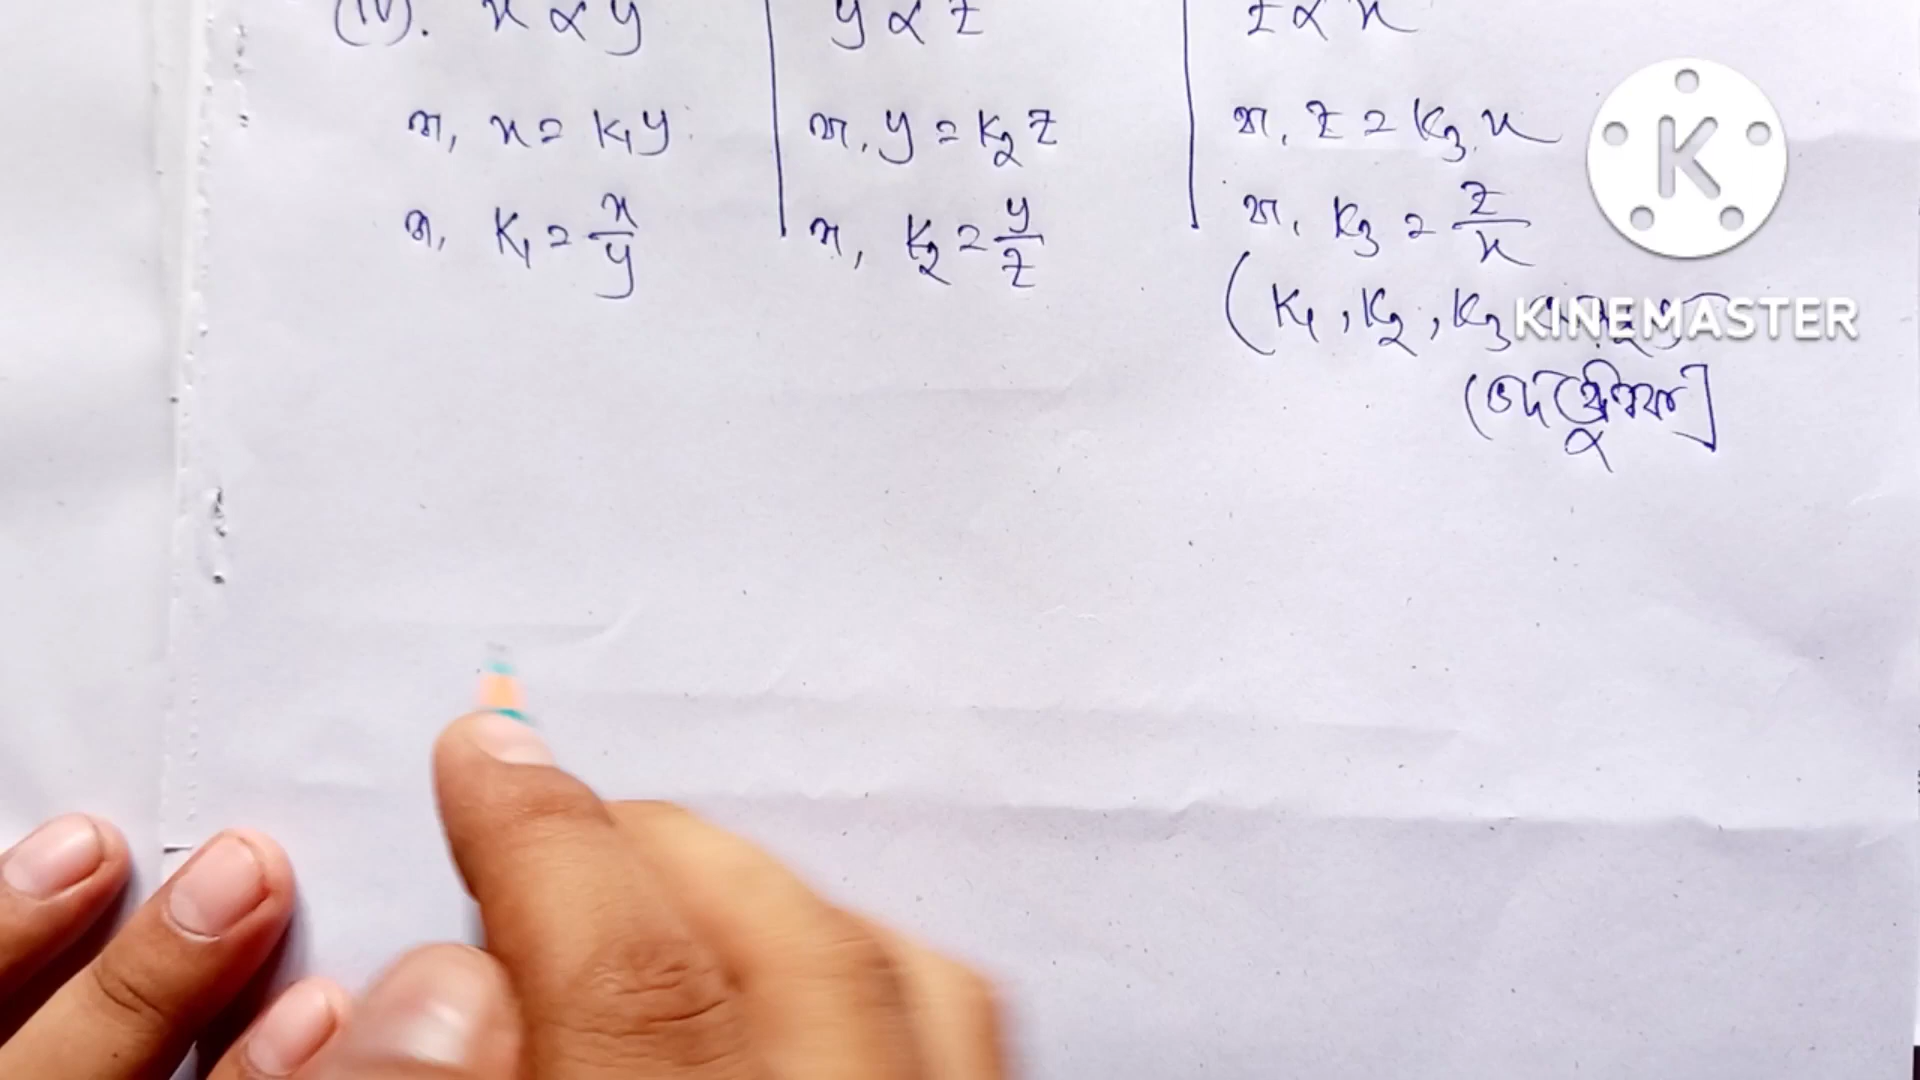 (iv). x ∝ y | y ∝ z | z ∝ x
বা, x = k₁y | বা, y = k₂z | বা, z = k₃x
বা, k₁ = x/y | বা, k₂ = y/z | বা, k₃ = z/x
(k₁, k₂, k₃
KINEMASTER
K